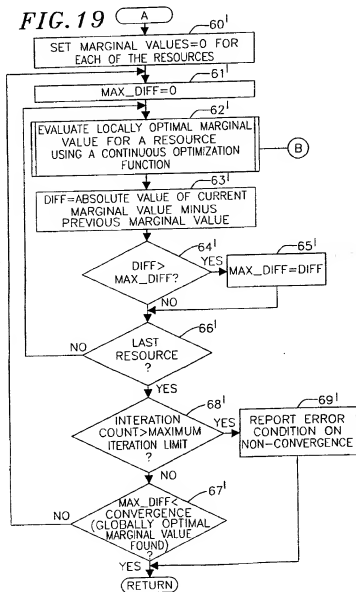 FIG. 19
A
60'
SET MARGINAL VALUES=0 FOR
EACH OF THE RESOURCES
61'
MAX_DIFF=0
62'
EVALUATE LOCALLY OPTIMAL MARGINAL
VALUE FOR A RESOURCE
USING A CONTINUOUS OPTIMIZATION
FUNCTION
B
63'
DIFF=ABSOLUTE VALUE OF CURRENT
MARGINAL VALUE MINUS
PREVIOUS MARGINAL VALUE
64'
DIFF>
MAX_DIFF?
YES
65'
MAX_DIFF=DIFF
NO
66'
LAST
RESOURCE
?
NO
YES
68'
INTERATION
COUNT>MAXIMUM
ITERATION LIMIT
?
YES
69'
REPORT ERROR
CONDITION ON
NON-CONVERGENCE
NO
67'
MAX_DIFF<
CONVERGENCE
(GLOBALLY OPTIMAL
MARGINAL VALUE
FOUND)
?
NO
YES
RETURN